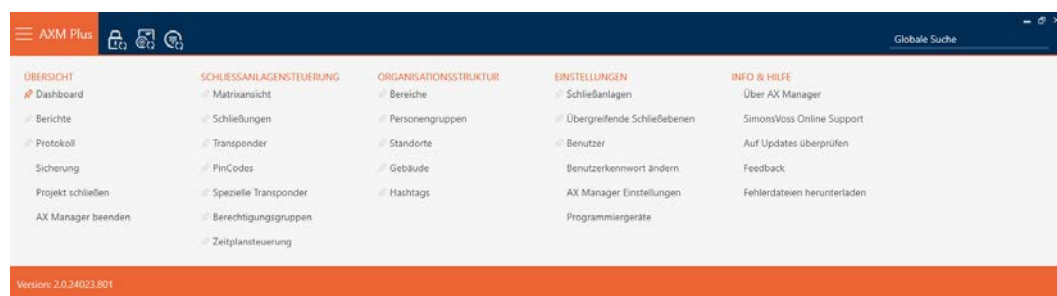 AXM Plus
Globale Suche
ÜBERSICHT
Dashboard
Berichte
Protokoll
Sicherung
Projekt schließen
AX Manager beenden
SCHLIESSANLAGENSTEUERUNG
Matrixansicht
Schließungen
Transponder
PinCodes
Spezielle Transponder
Berechtigungsgruppen
Zeitplansteuerung
ORGANISATIONSSTRUKTUR
Bereiche
Personengruppen
Standorte
Gebäude
Hashtags
EINSTELLUNGEN
Schließanlagen
Übergreifende Schließebenen
Benutzer
Benutzerkennwort ändern
AX Manager Einstellungen
Programmiergeräte
INFO & HILFE
Über AX Manager
SimonsVoss Online Support
Auf Updates überprüfen
Feedback
Fehlerdateien herunterladen
Version: 2.0.24023.801